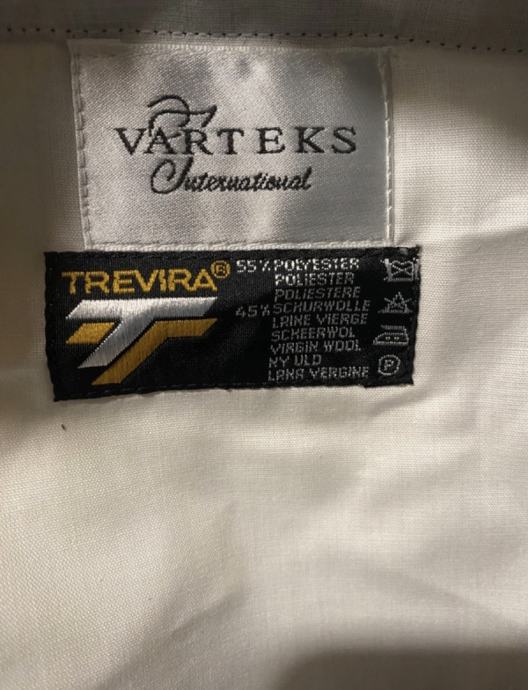 VARTEKS
International
TREVIRA®
55% POLYESTER
POLIESTER
POLIESTERE
45% SCHURWOLLE
LAINE VIERGE
SCHEERWOL
VIRGIN WOOL
NY ULD
LANA VERGINE
P